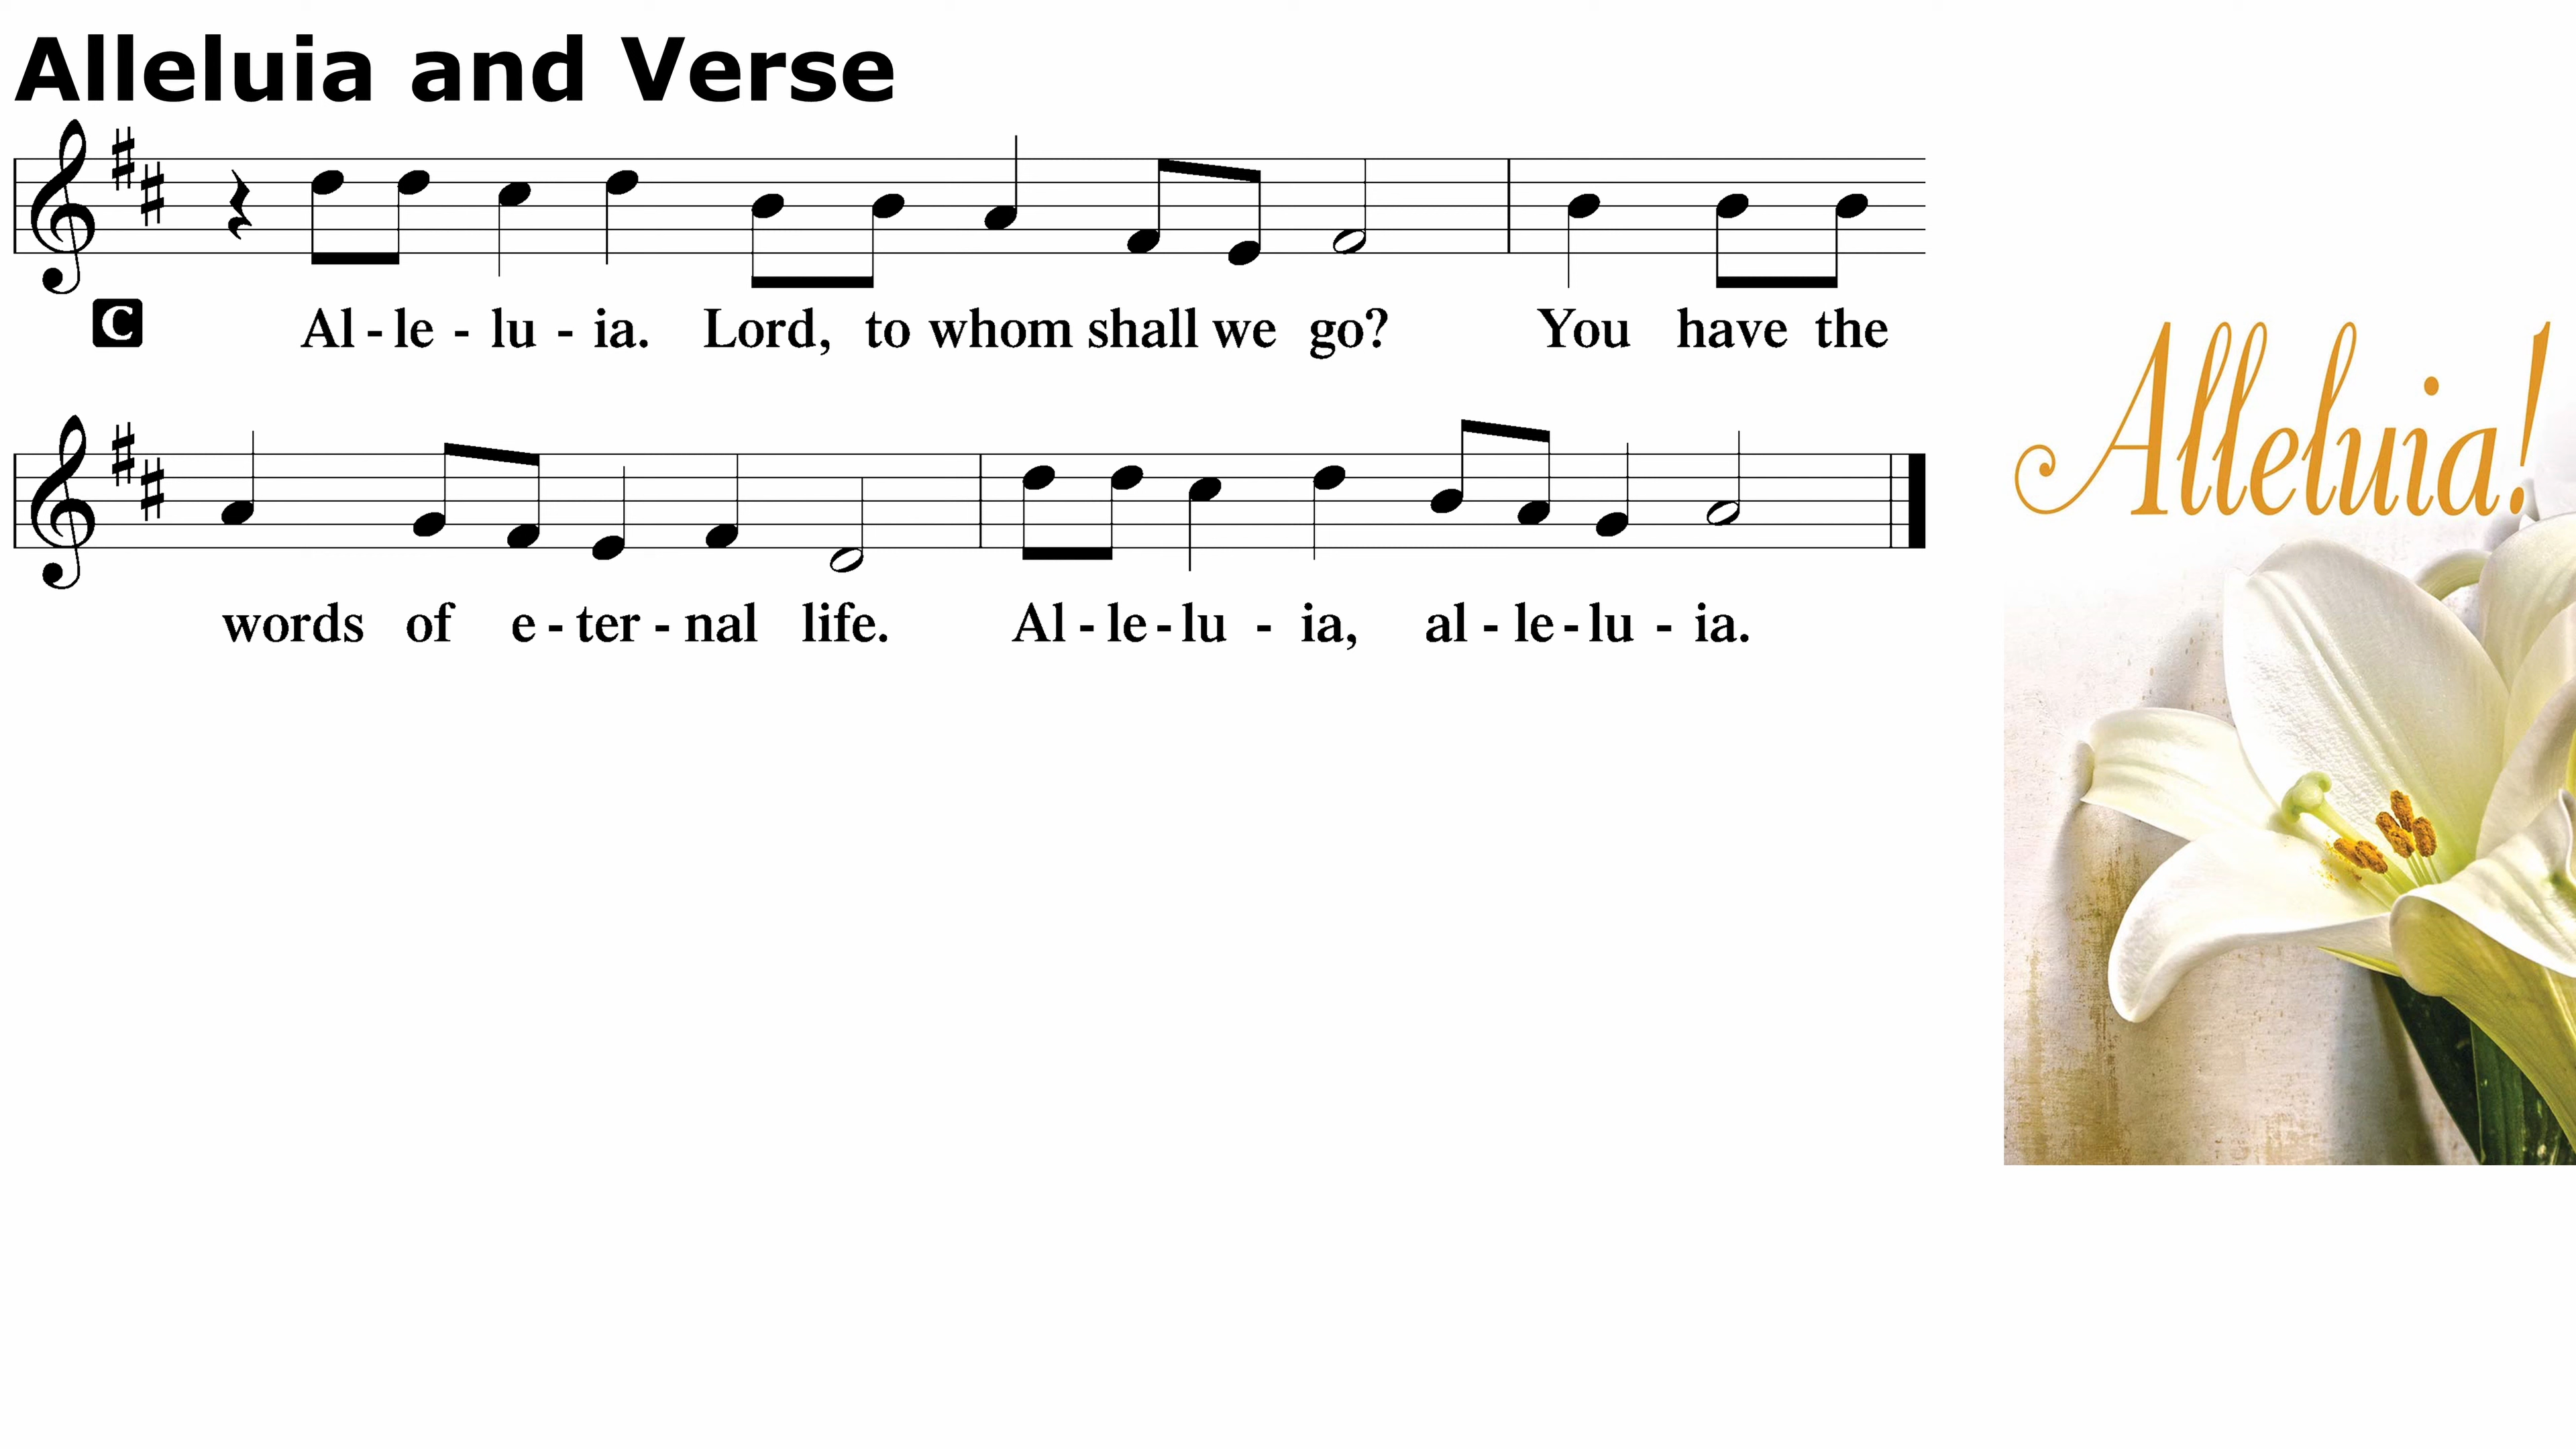 Alleluia and Verse
C Al - le - lu - ia. Lord, to whom shall we go? You have the
words of e - ter - nal life. Al - le - lu - ia, al - le - lu - ia.
Alleluia!